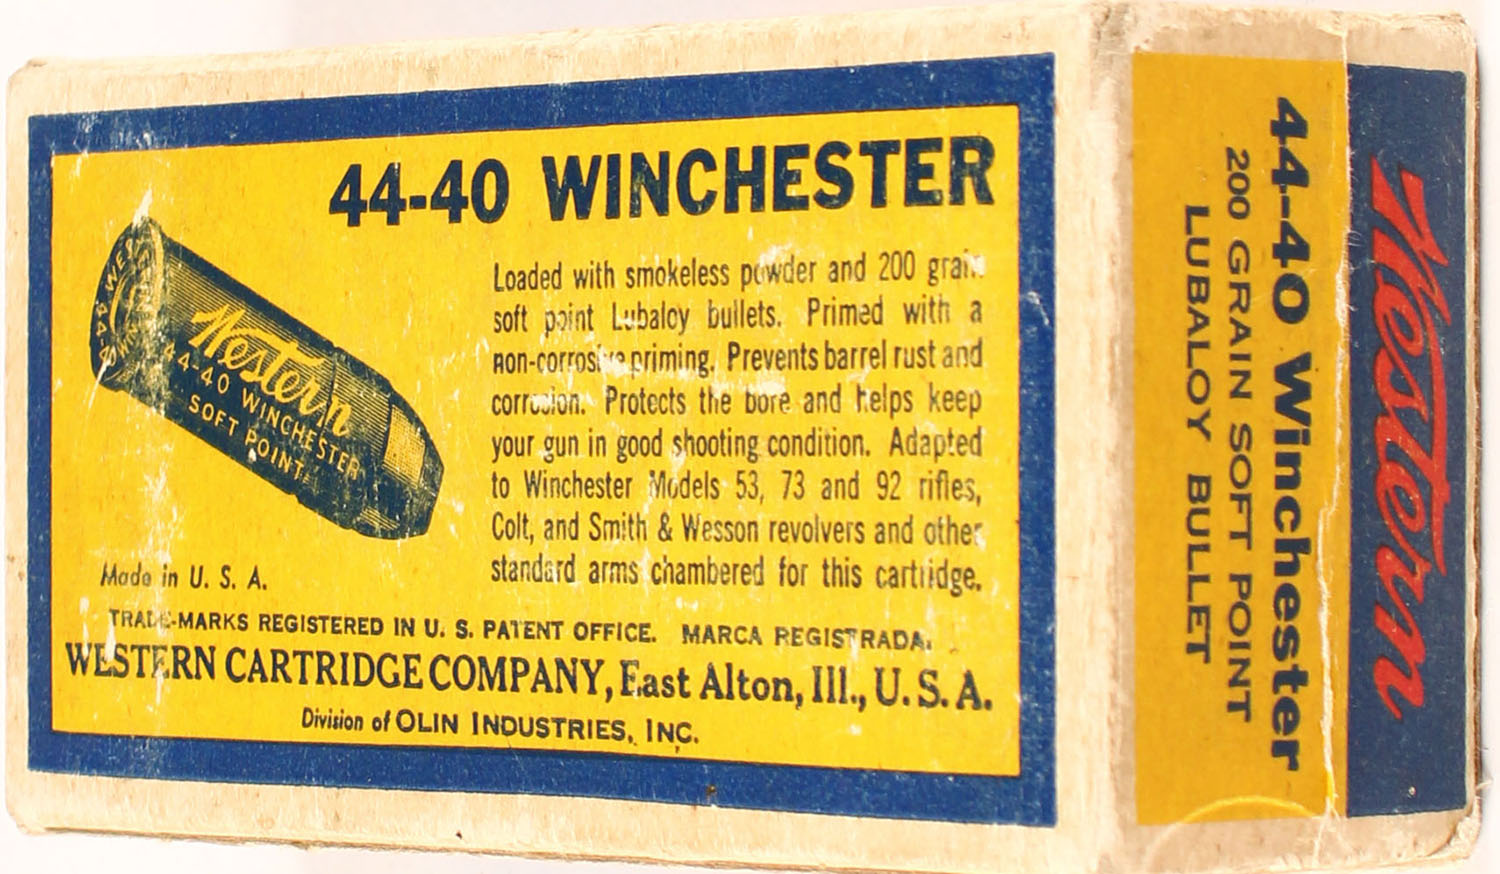 44-40 WINCHESTER
Loaded with smokeless powder and 200 grain
soft point Lubaloy bullets. Primed with a
non-corrosive priming. Prevents barrel rust and
corrosion. Protects the bore and helps keep
your gun in good shooting condition. Adapted
to Winchester Models 53, 73 and 92 rifles,
Colt, and Smith & Wesson revolvers and other
standard arms chambered for this cartridge.
Western
44-40 WINCHESTER
SOFT POINT
Made in U. S. A.
TRADE-MARKS REGISTERED IN U. S. PATENT OFFICE. MARCA REGISTRADA.
WESTERN CARTRIDGE COMPANY, East Alton, Ill., U. S. A.
Division of OLIN INDUSTRIES, INC.
Western
44-40 Winchester
200 GRAIN SOFT POINT
LUBALOY BULLET